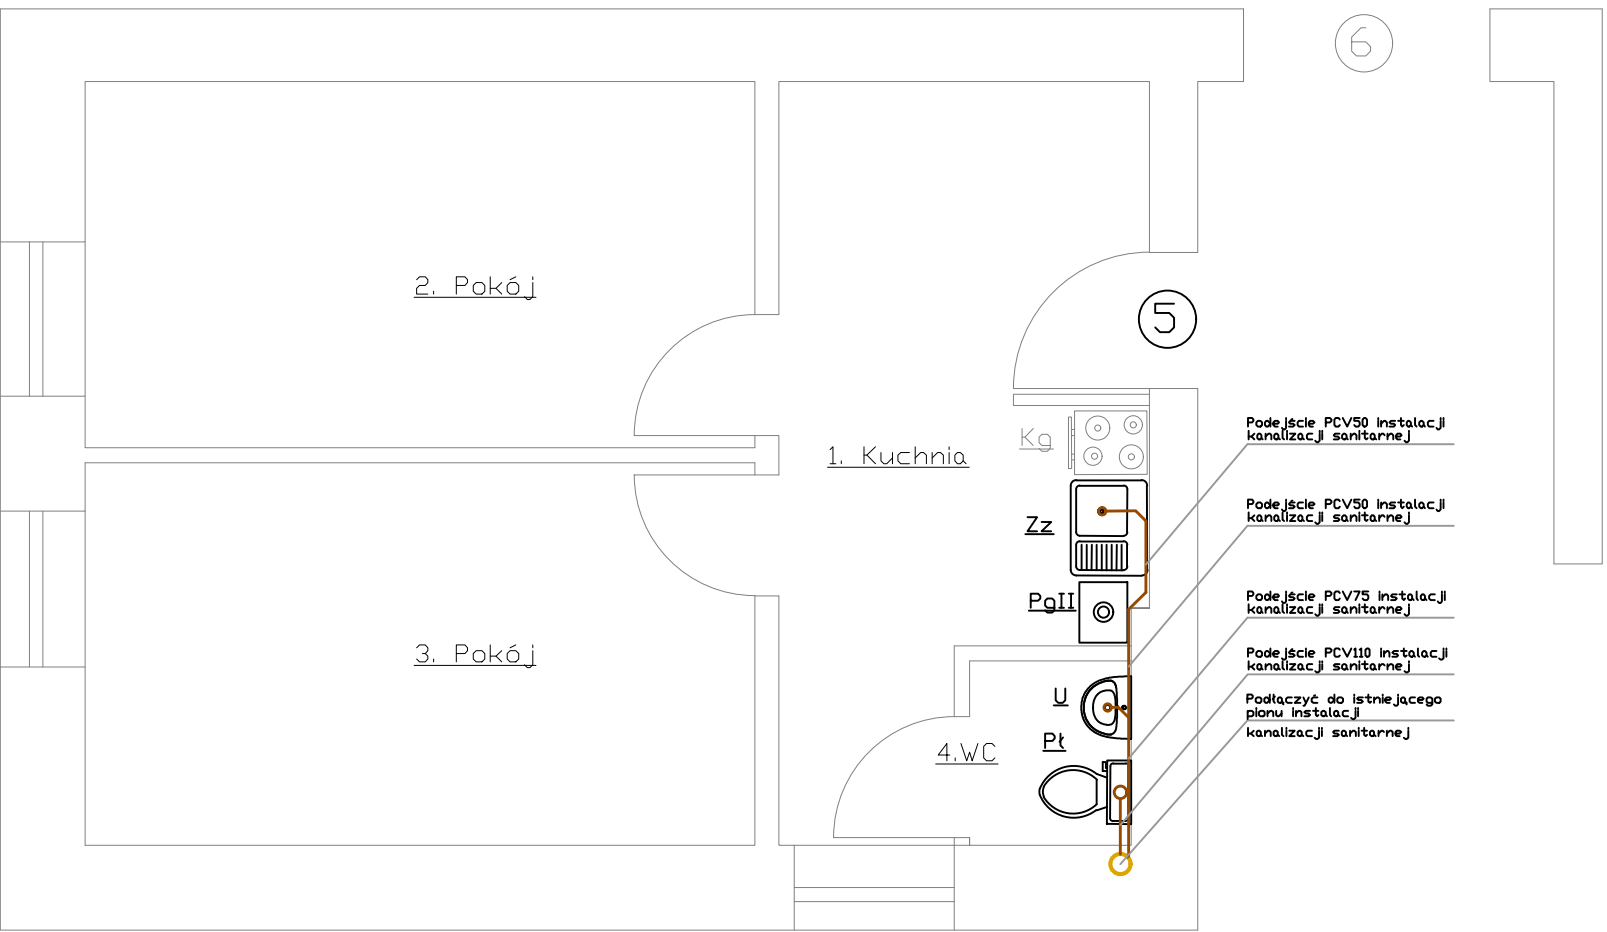 6
2. Pokój
5
Podejście PCV50 instalacji
kanalizacji sanitarnej
Kg
1. Kuchnia
Podejście PCV50 instalacji
kanalizacji sanitarnej
Zz
PgII
Podejście PCV75 instalacji
kanalizacji sanitarnej
3. Pokój
Podejście PCV110 instalacji
kanalizacji sanitarnej
U
Podłączyć do istniejącego
pionu instalacji
kanalizacji sanitarnej
Pł
4.WC